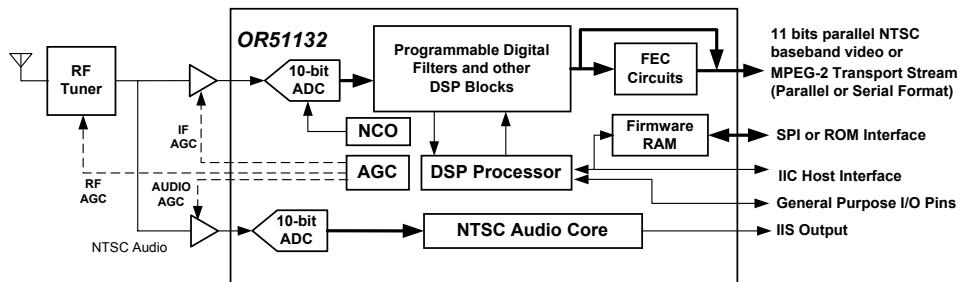 OR51132
RF
Tuner
10-bit
ADC
Programmable Digital
Filters and other
DSP Blocks
FEC
Circuits
11 bits parallel NTSC
baseband video or
MPEG-2 Transport Stream
(Parallel or Serial Format)
NCO
Firmware
RAM
SPI or ROM Interface
IF
AGC
AGC
DSP Processor
IIC Host Interface
RF
AGC
AUDIO
AGC
General Purpose I/O Pins
NTSC Audio
10-bit
ADC
NTSC Audio Core
IIS Output